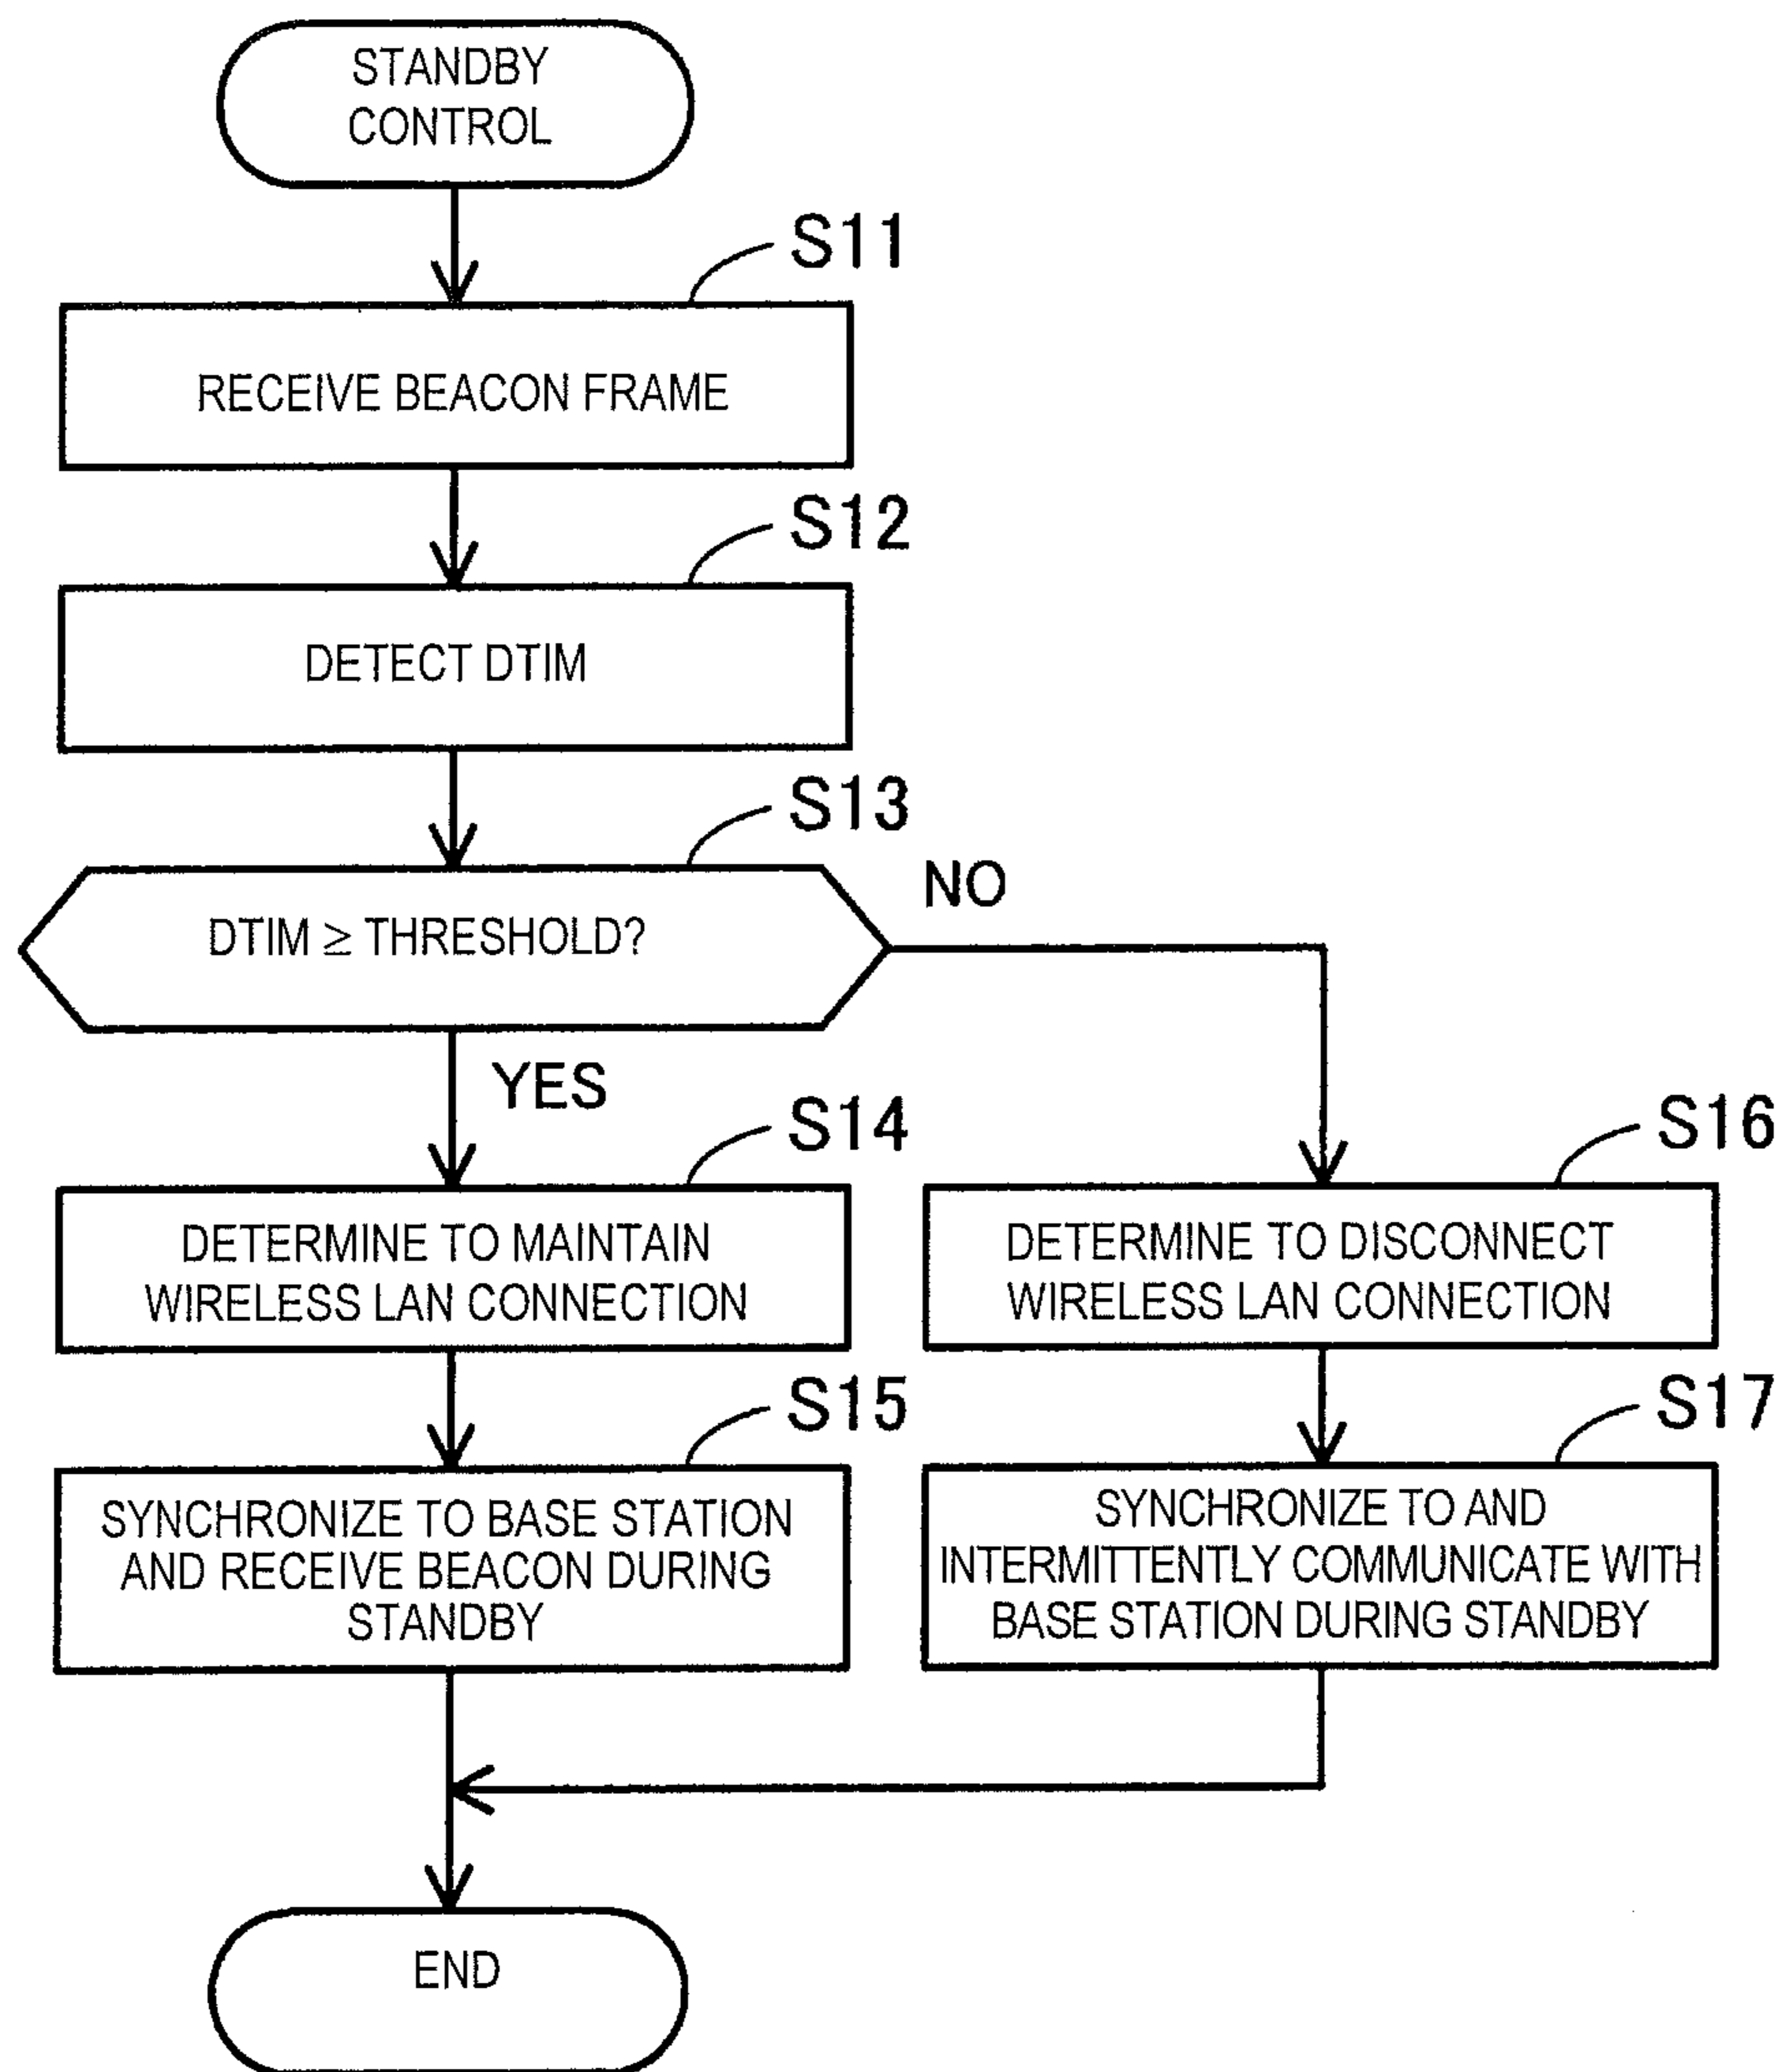 STANDBY
CONTROL
S11
RECEIVE BEACON FRAME
S12
DETECT DTIM
S13
DTIM ≥ THRESHOLD?
NO
YES
S14
DETERMINE TO MAINTAIN
WIRELESS LAN CONNECTION
S16
DETERMINE TO DISCONNECT
WIRELESS LAN CONNECTION
S15
SYNCHRONIZE TO BASE STATION
AND RECEIVE BEACON DURING
STANDBY
S17
SYNCHRONIZE TO AND
INTERMITTENTLY COMMUNICATE WITH
BASE STATION DURING STANDBY
END